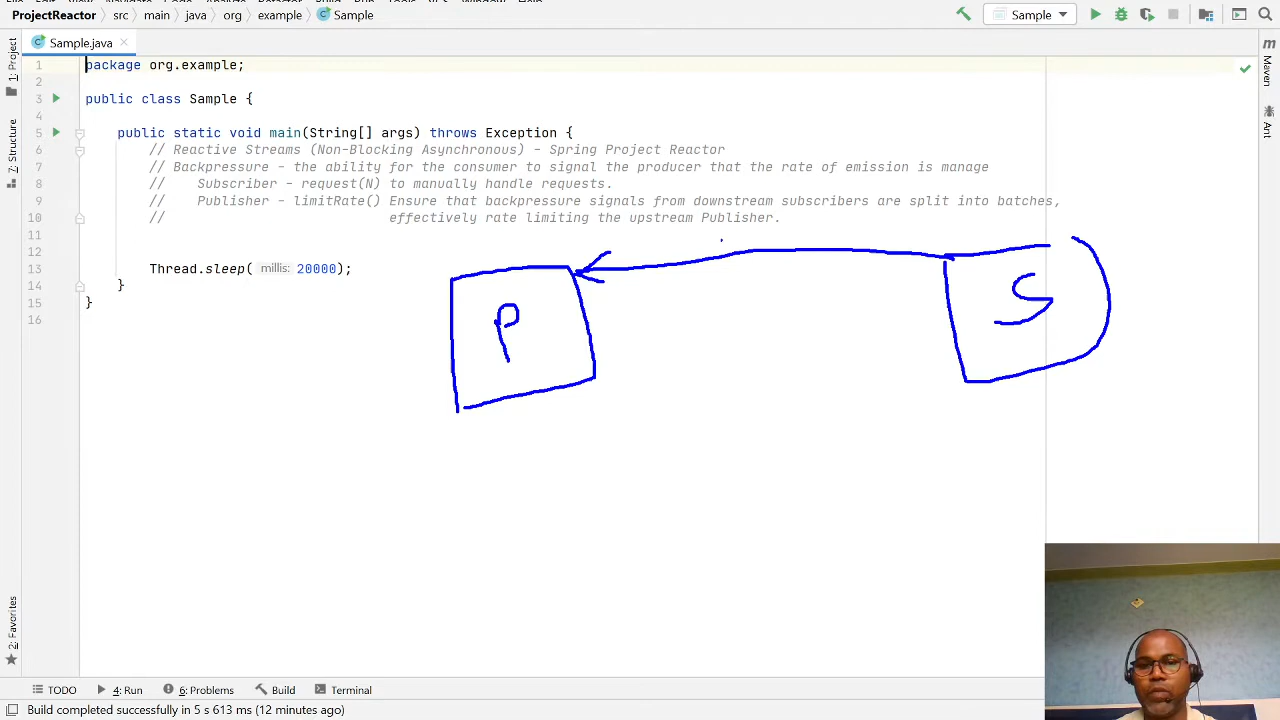 ProjectReactor src main java org example Sample
Sample
Sample.java
1 package org.example;
2
3 public class Sample {
4
5 public static void main(String[] args) throws Exception {
6 // Reactive Streams (Non-Blocking Asynchronous) - Spring Project Reactor
7 // Backpressure - the ability for the consumer to signal the producer that the rate of emission is manage
8 // Subscriber - request(N) to manually handle requests.
9 // Publisher - limitRate() Ensure that backpressure signals from downstream subscribers are split into batches,
10 // effectively rate limiting the upstream Publisher.
11
12
13 Thread.sleep( millis: 20000);
14 }
15 }
16
P
S
1: Project
7: Structure
2: Favorites
Maven
Ant
TODO 4: Run 6: Problems Build Terminal
Build completed successfully in 5 s 613 ms (12 minutes ago)